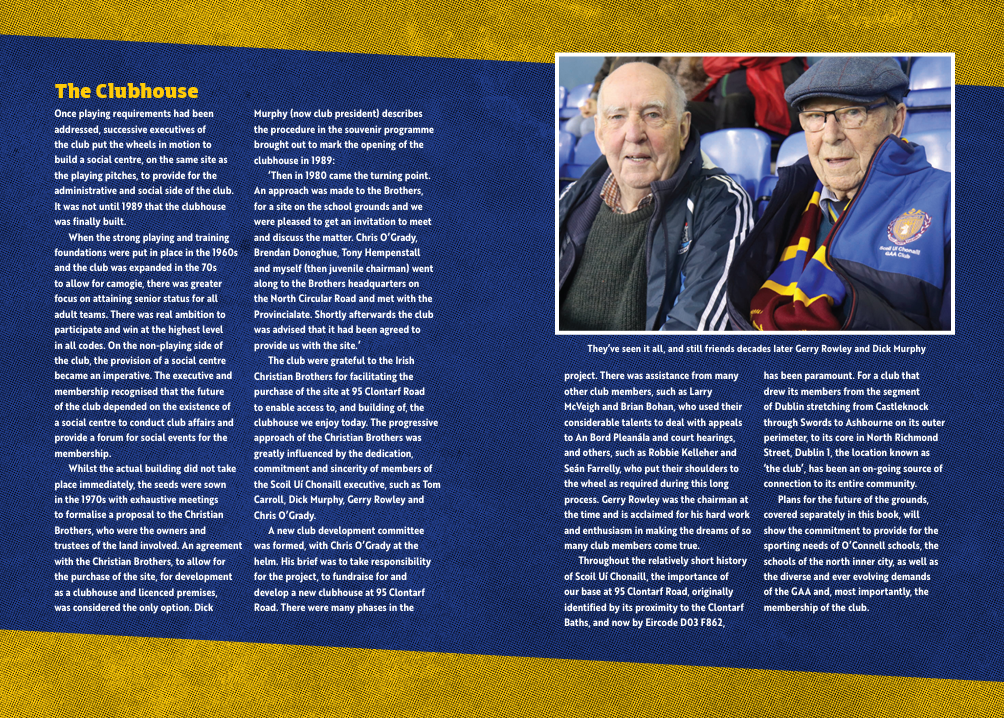 The Clubhouse
Once playing requirements had been
addressed, successive executives of
the club put the wheels in motion to
build a social centre, on the same site as
the playing pitches, to provide for the
administrative and social side of the club.
It was not until 1989 that the clubhouse
was finally built.
When the strong playing and training
foundations were put in place in the 1960s
and the club was expanded in the 70s
to allow for camogie, there was greater
focus on attaining senior status for all
adult teams. There was real ambition to
participate and win at the highest level
in all codes. On the non-playing side of
the club, the provision of a social centre
became an imperative. The executive and
membership recognised that the future
of the club depended on the existence of
a social centre to conduct club affairs and
provide a forum for social events for the
membership.
Whilst the actual building did not take
place immediately, the seeds were sown
in the 1970s with exhaustive meetings
to formalise a proposal to the Christian
Brothers, who were the owners and
trustees of the land involved. An agreement
with the Christian Brothers, to allow for
the purchase of the site, for development
as a clubhouse and licenced premises,
was considered the only option. Dick
Murphy (now club president) describes
the procedure in the souvenir programme
brought out to mark the opening of the
clubhouse in 1989:
‘Then in 1980 came the turning point.
An approach was made to the Brothers,
for a site on the school grounds and we
were pleased to get an invitation to meet
and discuss the matter. Chris O’Grady,
Brendan Donoghue, Tony Hempenstall
and myself (then juvenile chairman) went
along to the Brothers headquarters on
the North Circular Road and met with the
Provincialate. Shortly afterwards the club
was advised that it had been agreed to
provide us with the site.’
The club were grateful to the Irish
Christian Brothers for facilitating the
purchase of the site at 95 Clontarf Road
to enable access to, and building of, the
clubhouse we enjoy today. The progressive
approach of the Christian Brothers was
greatly influenced by the dedication,
commitment and sincerity of members of
the Scoil Uí Chonaill executive, such as Tom
Carroll, Dick Murphy, Gerry Rowley and
Chris O’Grady.
A new club development committee
was formed, with Chris O’Grady at the
helm. His brief was to take responsibility
for the project, to fundraise for and
develop a new clubhouse at 95 Clontarf
Road. There were many phases in the
Scoil Uí Chonaill
GAA Club
They’ve seen it all, and still friends decades later Gerry Rowley and Dick Murphy
project. There was assistance from many
other club members, such as Larry
McVeigh and Brian Bohan, who used their
considerable talents to deal with appeals
to An Bord Pleanála and court hearings,
and others, such as Robbie Kelleher and
Seán Farrelly, who put their shoulders to
the wheel as required during this long
process. Gerry Rowley was the chairman at
the time and is acclaimed for his hard work
and enthusiasm in making the dreams of so
many club members come true.
Throughout the relatively short history
of Scoil Uí Chonaill, the importance of
our base at 95 Clontarf Road, originally
identified by its proximity to the Clontarf
Baths, and now by Eircode D03 F862,
has been paramount. For a club that
drew its members from the segment
of Dublin stretching from Castleknock
through Swords to Ashbourne on its outer
perimeter, to its core in North Richmond
Street, Dublin 1, the location known as
‘the club’, has been an on-going source of
connection to its entire community.
Plans for the future of the grounds,
covered separately in this book, will
show the commitment to provide for the
sporting needs of O’Connell schools, the
schools of the north inner city, as well as
the diverse and ever evolving demands
of the GAA and, most importantly, the
membership of the club.